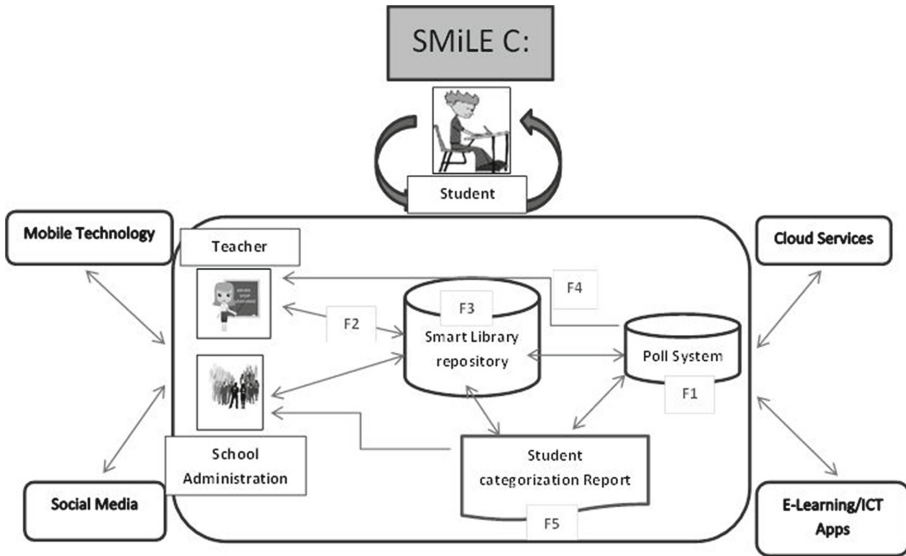 SMiLE C:
Student
Mobile Technology
Cloud Services
Teacher
F4
F3
F2
Smart Library
repository
Poll System
F1
School
Administration
Student
categorization Report
F5
Social Media
E-Learning/ICT
Apps